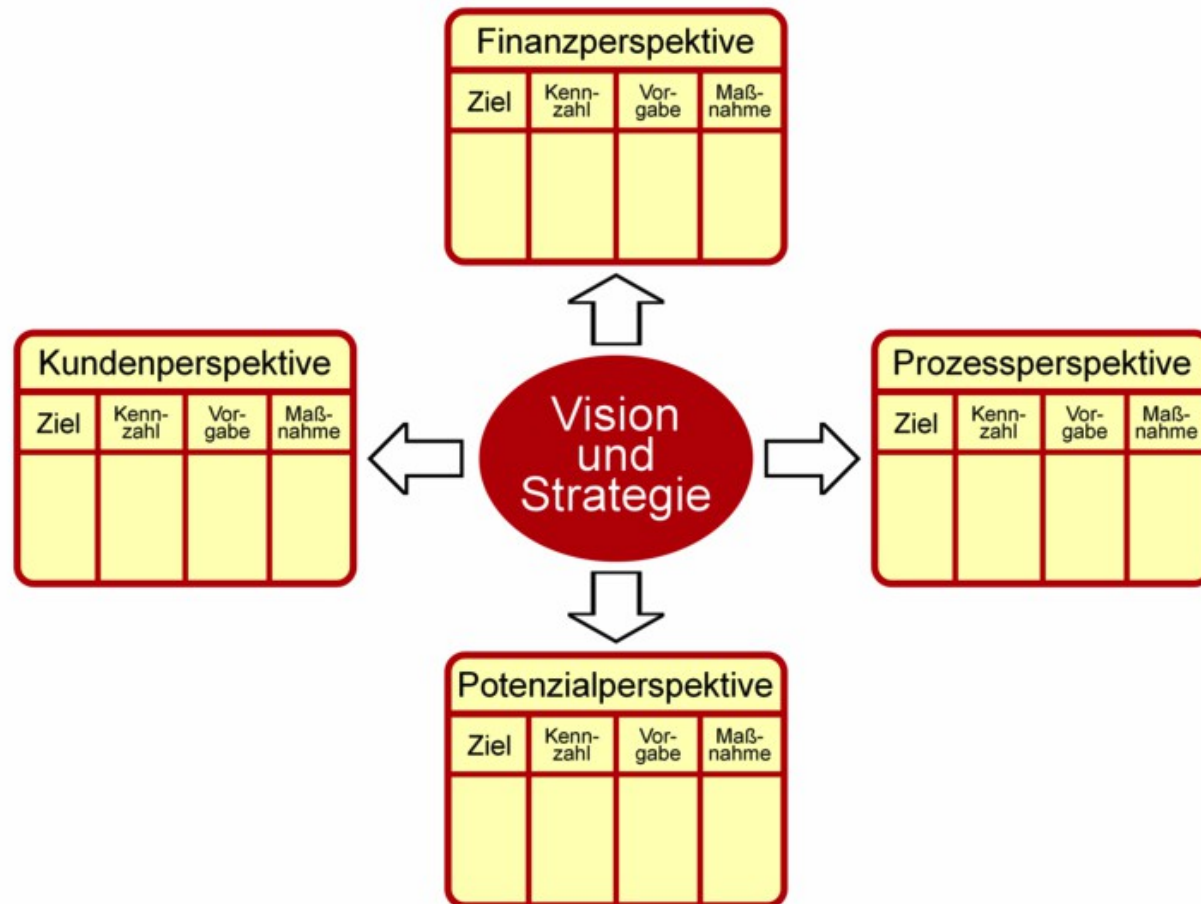 Finanzperspektive
Ziel
Kenn-
zahl
Vor-
gabe
Maß-
nahme
Kundenperspektive
Ziel
Kenn-
zahl
Vor-
gabe
Maß-
nahme
Vision
und
Strategie
Prozessperspektive
Ziel
Kenn-
zahl
Vor-
gabe
Maß-
nahme
Potenzialperspektive
Ziel
Kenn-
zahl
Vor-
gabe
Maß-
nahme